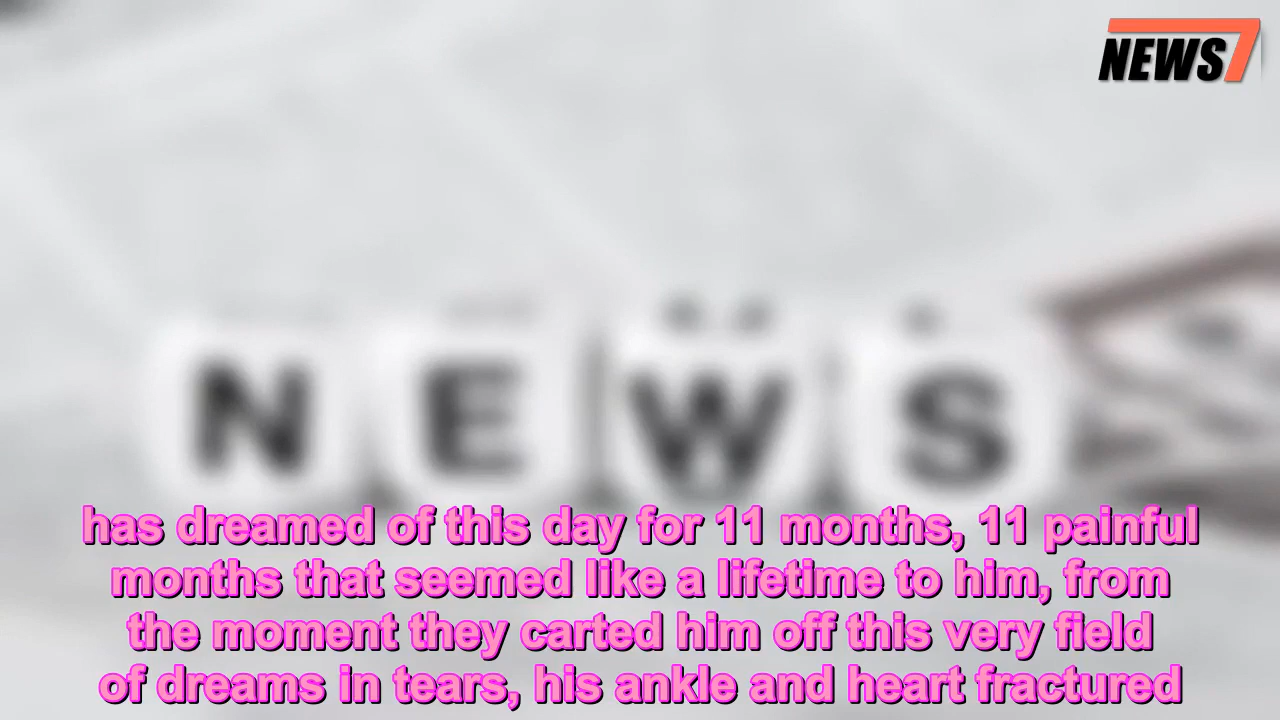 NEWS7
NEWS
has dreamed of this day for 11 months, 11 painful
months that seemed like a lifetime to him, from
the moment they carted him off this very field
of dreams in tears, his ankle and heart fractured